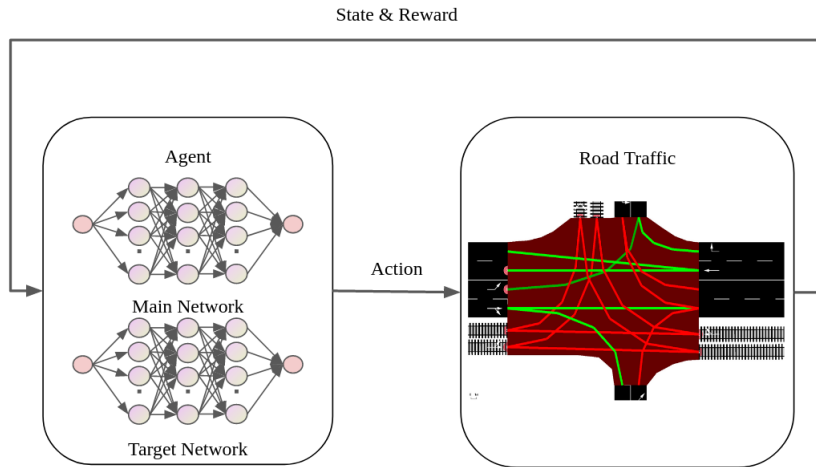 State & Reward
Agent
Main Network
Target Network
Action
Road Traffic